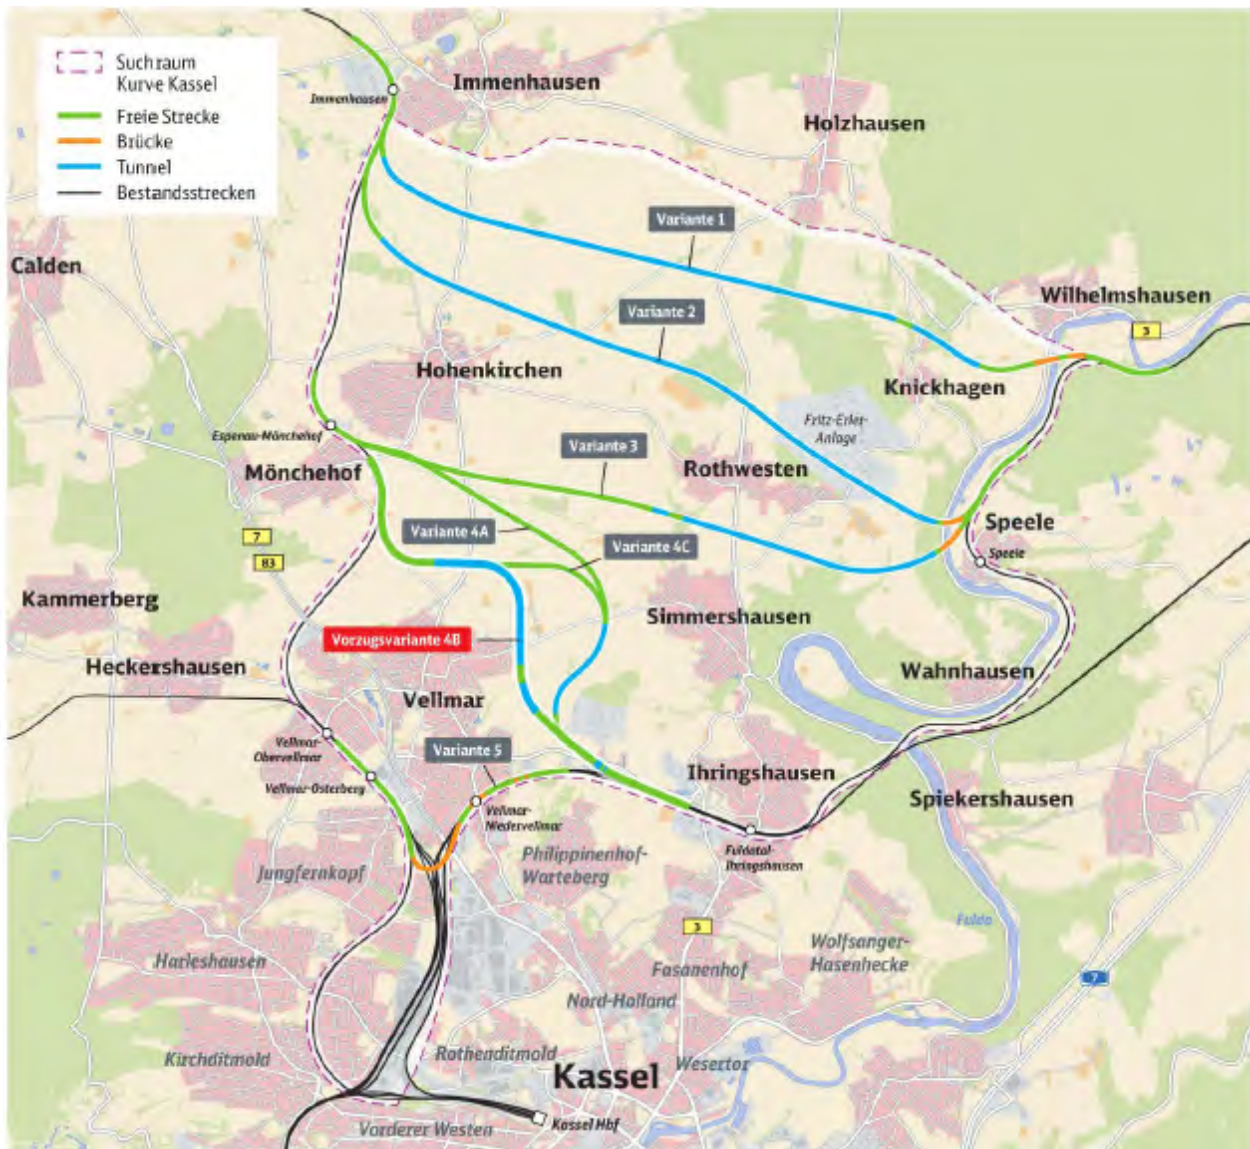 Suchraum
Kurve Kassel
Freie Strecke
Brücke
Tunnel
Bestandsstrecken
Immenhausen
Immenhausen
Holzhausen
Variante 1
Calden
Wilhelmshausen
3
Variante 2
Hohenkirchen
Knickhagen
Fritz-Erler-
Anlage
Espenau-Mönchehof
Mönchehof
Variante 3
Rothwesten
Speele
Speele
7
83
Variante 4A
Variante 4C
Kammerberg
Simmershausen
Vorzugsvariante 4B
Heckershausen
Wahnhausen
Vellmar
Vellmar-
Obervellmar
Variante 5
Vellmar-Osterberg
Ihringshausen
Spiekershausen
Vellmar-
Niedervellmar
Fuldatal-
Ihringshausen
Jungfernkopf
Philippinenhof-
Warteberg
3
Fulda
Harleshausen
Fasanenhof
Wolfsanger-
Hasenhecke
7
Nord-Holland
Kirchditmold
Rothenditmold
Wesertor
Kassel
Kassel Hbf
Vorderer Westen